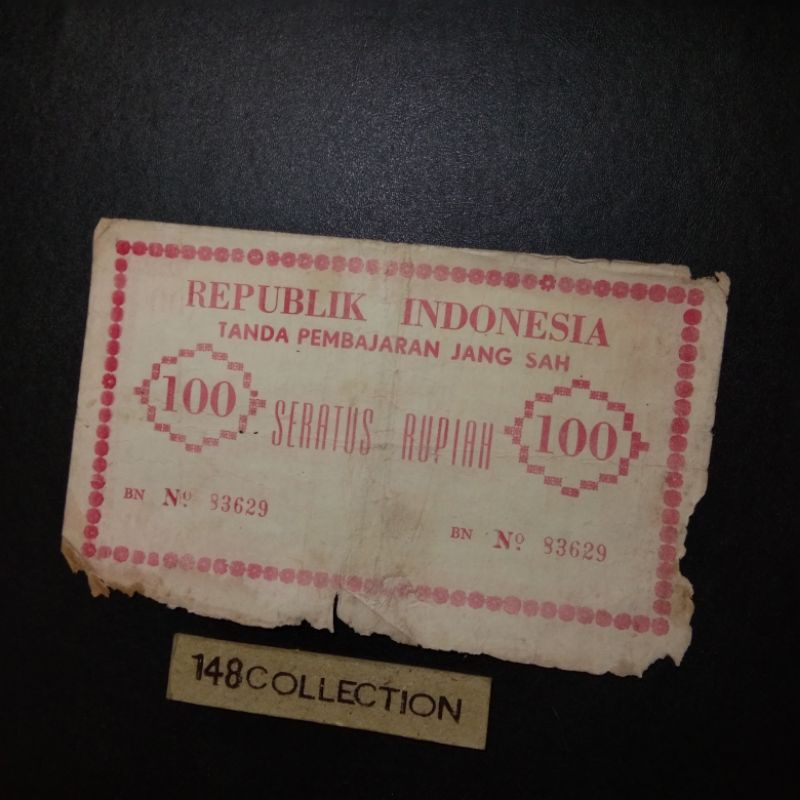 REPUBLIK INDONESIA
TANDA PEMBAJARAN JANG SAH
100 SERATUS RUPIAH 100
BN Nº 83629
BN Nº 83629
148COLLECTION